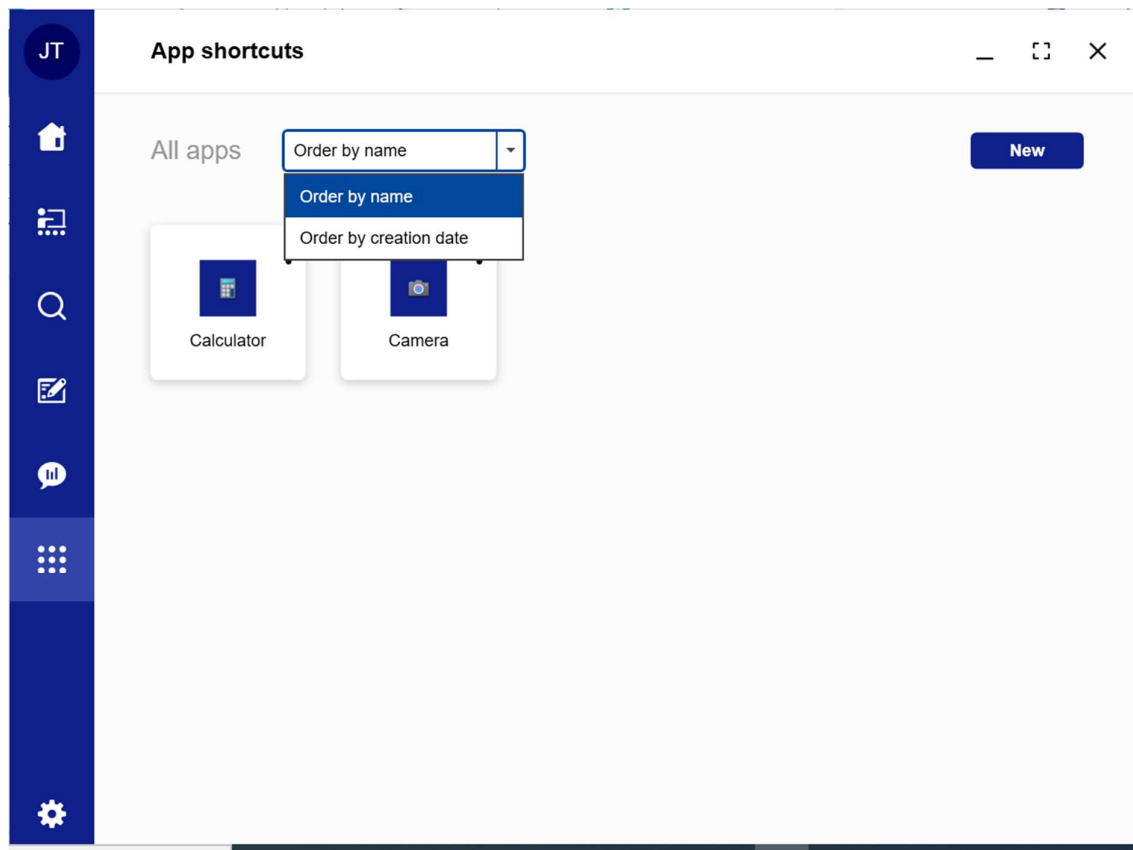 JT
App shortcuts
All apps
Order by name
New
Order by name
Order by creation date
Calculator
Camera